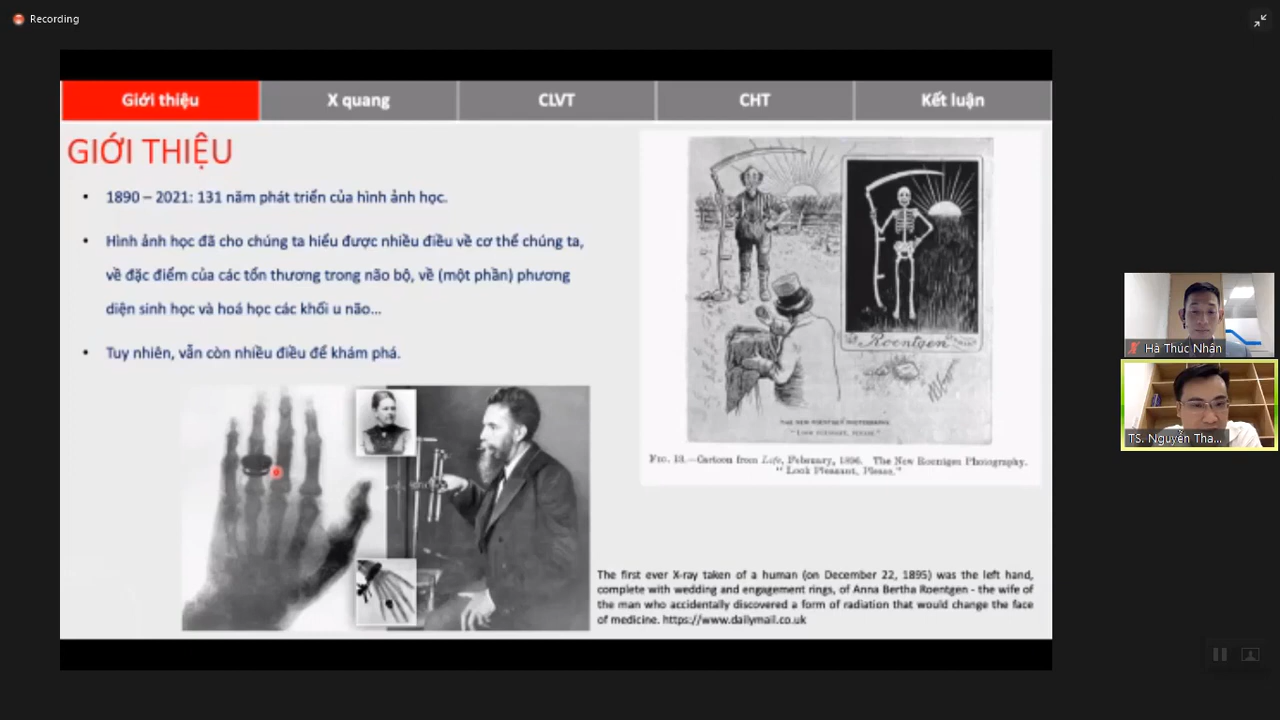 Recording
Giới thiệu
X quang
CLVT
CHT
Kết luận
GIỚI THIỆU
• 1890 – 2021: 131 năm phát triển của hình ảnh học.
• Hình ảnh học đã cho chúng ta hiểu được nhiều điều về cơ thể chúng ta,
về đặc điểm của các tổn thương trong não bộ, về (một phần) phương
diện sinh học và hoá học các khối u não...
• Tuy nhiên, vẫn còn nhiều điều để khám phá.
Roentgen
THE NEW ROENTGEN PHOTOGRAPHY.
"LOOK PLEASANT, PLEASE."
FIG. 13.—Cartoon from Life, February, 1896. The New Roentgen Photography.
"Look Pleasant, Please."
The first ever X-ray taken of a human (on December 22, 1895) was the left hand,
complete with wedding and engagement rings, of Anna Bertha Roentgen - the wife of
the man who accidentally discovered a form of radiation that would change the face
of medicine. https://www.dailymail.co.uk
Hà Thúc Nhân
TS. Nguyễn Tha...